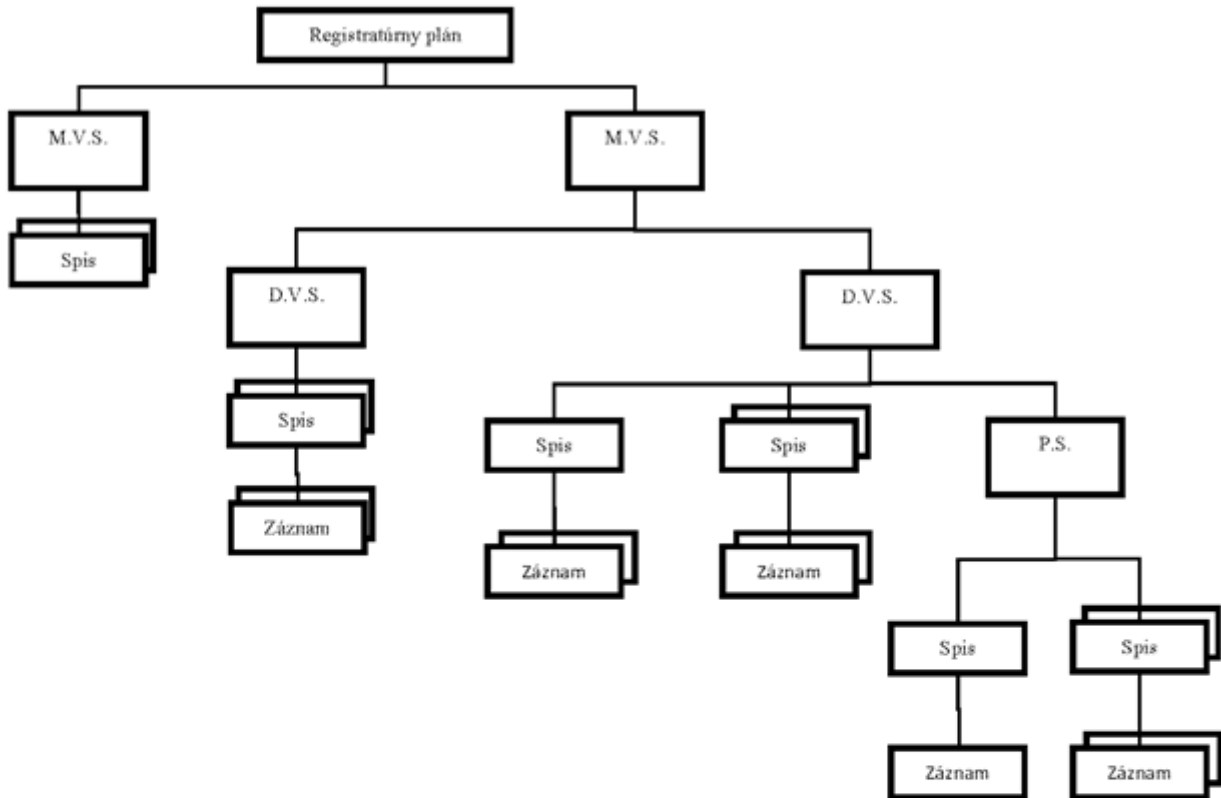 Registratúrny plán
M.V.S.
M.V.S.
Spis
D.V.S.
D.V.S.
Spis
Spis
Spis
P.S.
Záznam
Záznam
Záznam
Spis
Spis
Záznam
Záznam